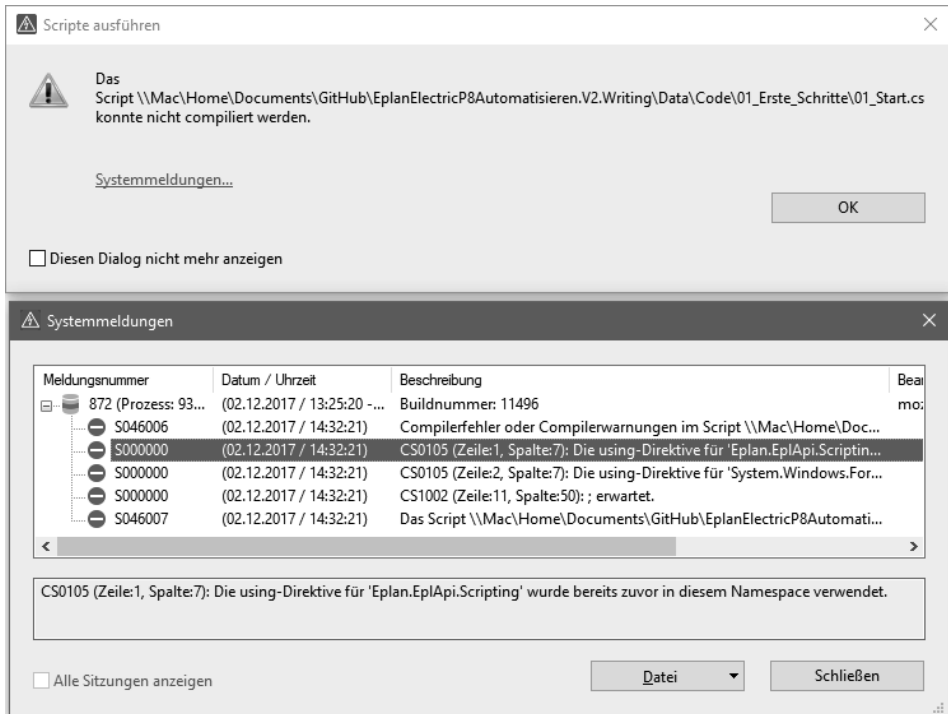 Scripte ausführen
Das
Script \\Mac\Home\Documents\GitHub\EplanElectricP8Automatisieren.V2.Writing\Data\Code\01_Erste_Schritte\01_Start.cs
konnte nicht compiliert werden.
Systemmeldungen...
OK
Diesen Dialog nicht mehr anzeigen
Systemmeldungen
Meldungsnummer Datum / Uhrzeit Beschreibung Bear
872 (Prozess: 93... (02.12.2017 / 13:25:20 -... Buildnummer: 11496 moz
S046006 (02.12.2017 / 14:32:21) Compilerfehler oder Compilerwarnungen im Script \\Mac\Home\Doc...
S000000 (02.12.2017 / 14:32:21) CS0105 (Zeile:1, Spalte:7): Die using-Direktive für 'Eplan.EplApi.Scriptin...
S000000 (02.12.2017 / 14:32:21) CS0105 (Zeile:2, Spalte:7): Die using-Direktive für 'System.Windows.For...
S000000 (02.12.2017 / 14:32:21) CS1002 (Zeile:11, Spalte:50): ; erwartet.
S046007 (02.12.2017 / 14:32:21) Das Script \\Mac\Home\Documents\GitHub\EplanElectricP8Automati...
CS0105 (Zeile:1, Spalte:7): Die using-Direktive für 'Eplan.EplApi.Scripting' wurde bereits zuvor in diesem Namespace verwendet.
Alle Sitzungen anzeigen
Datei
Schließen